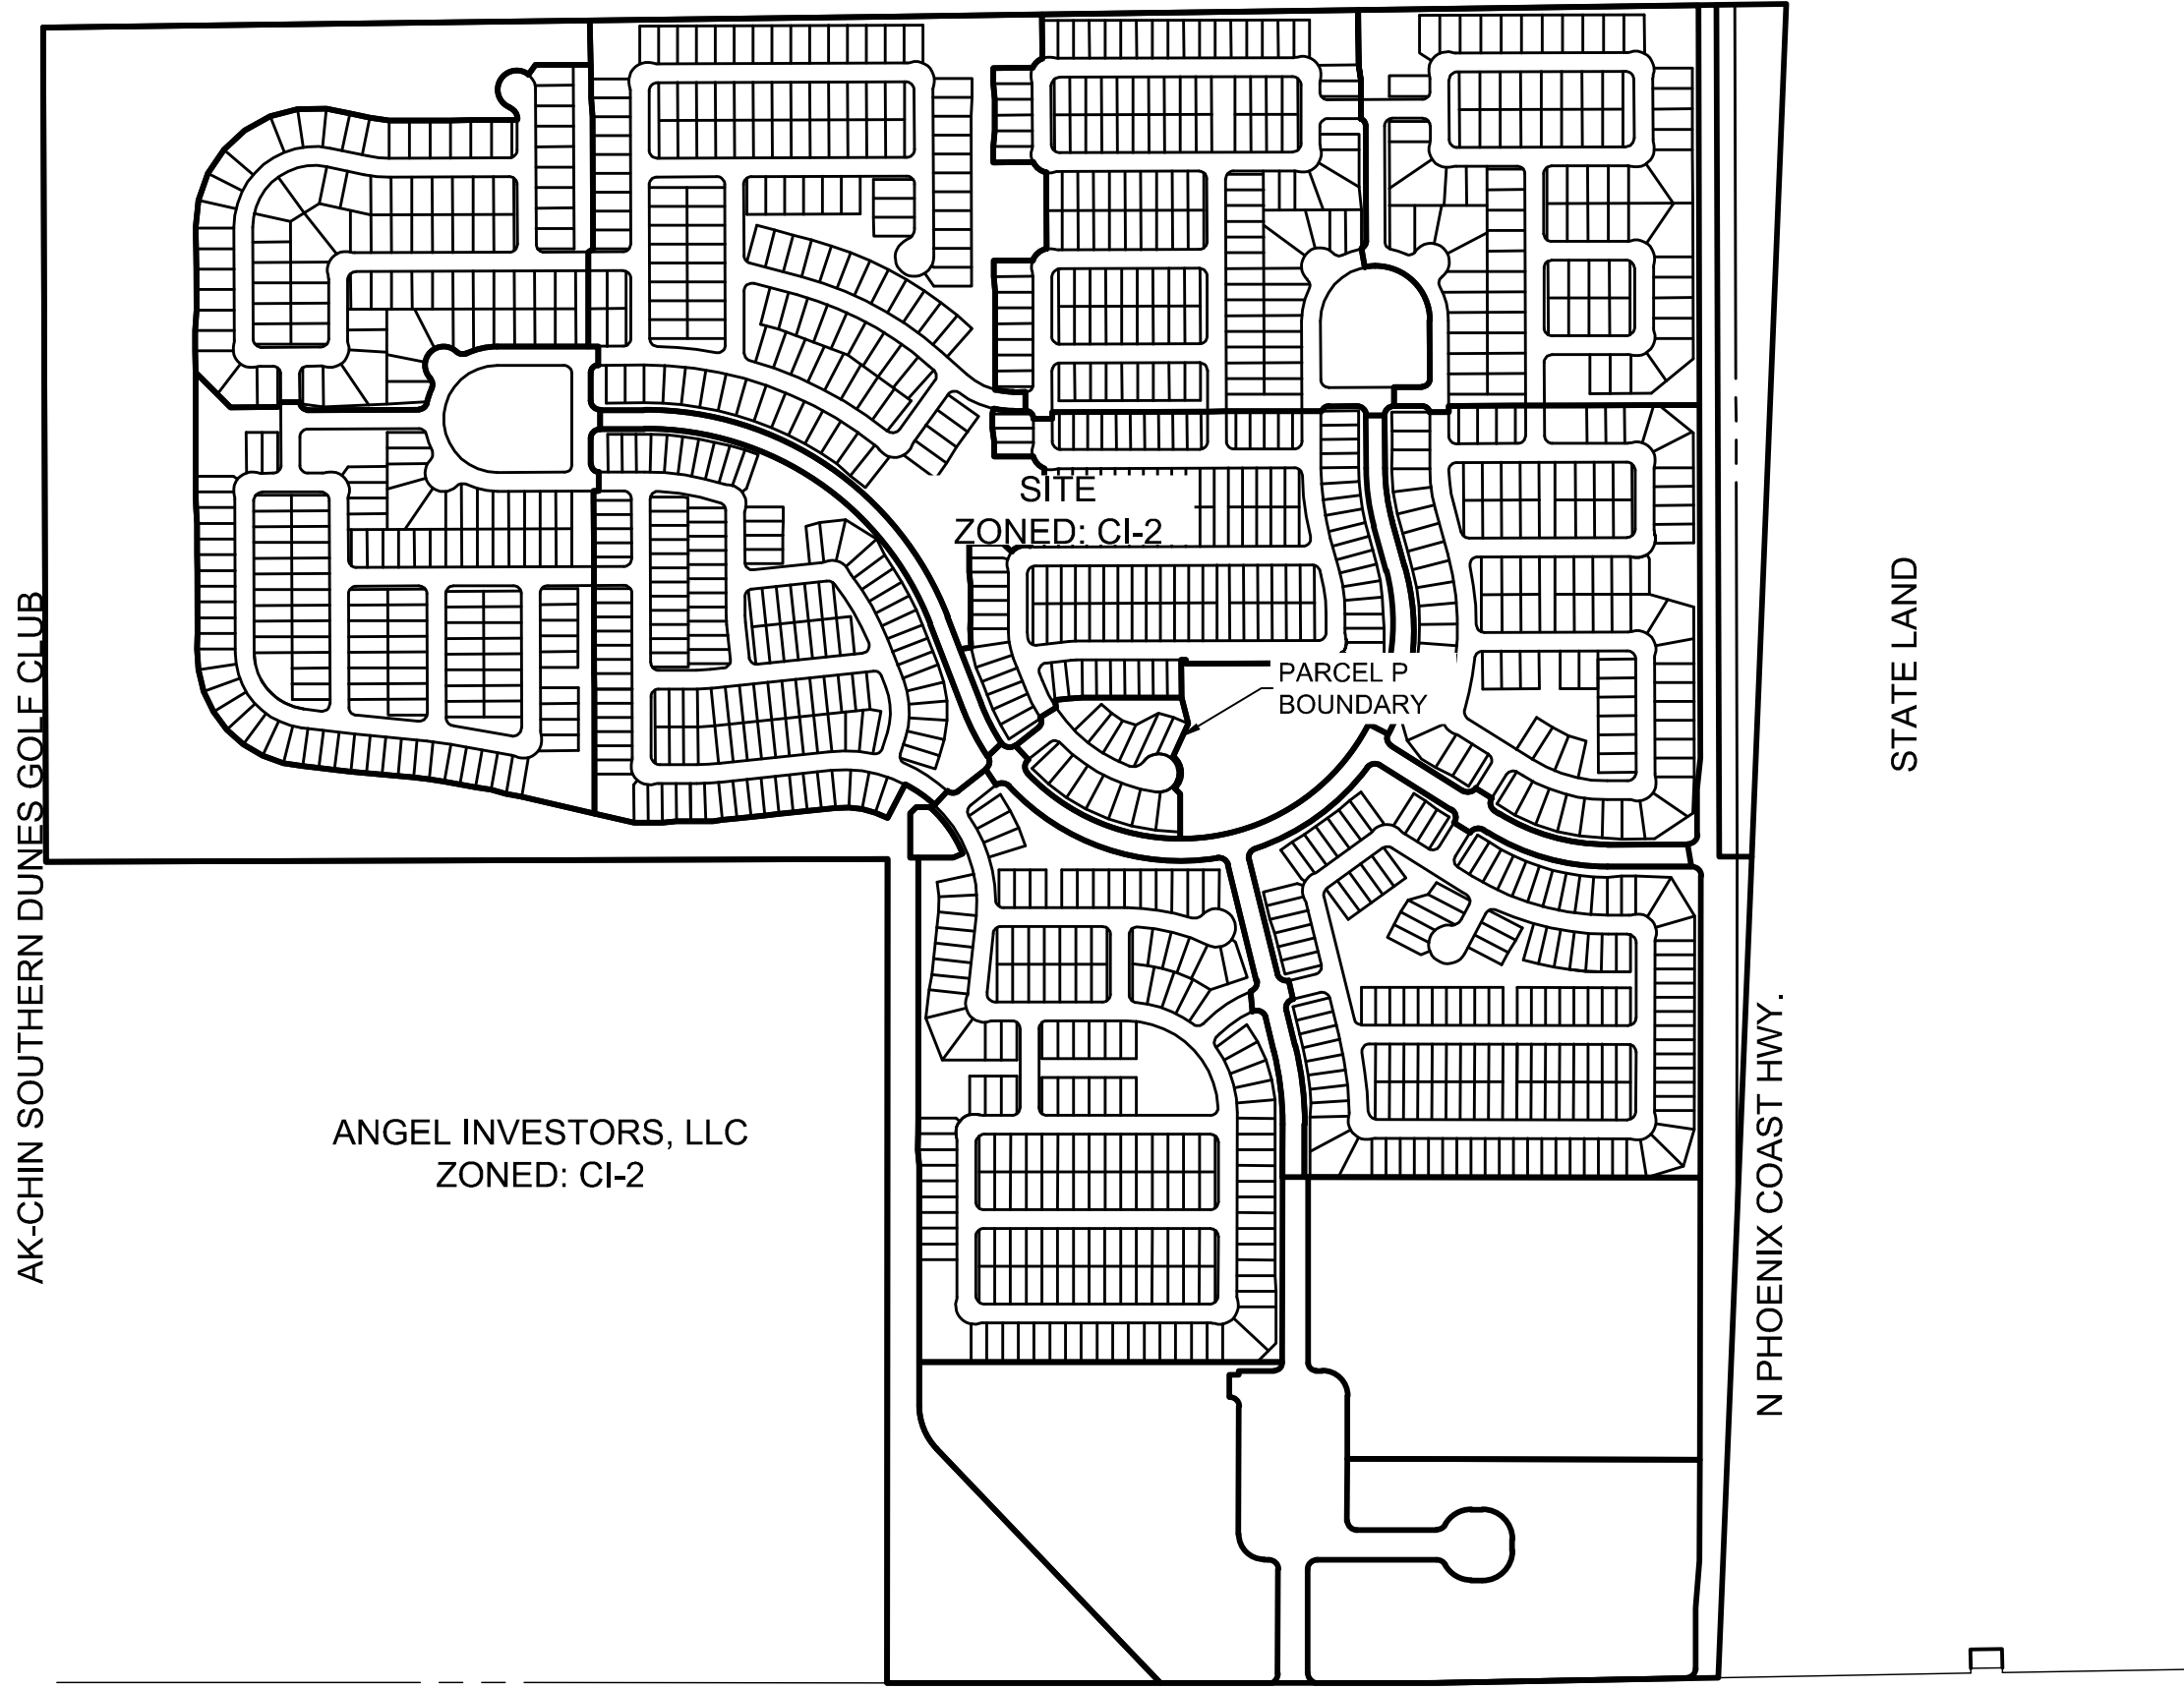 SITE
ZONED: CI-2
PARCEL P
BOUNDARY
AK-CHIN SOUTHERN DUNES GOLF CLUB
STATE LAND
N PHOENIX COAST HWY.
ANGEL INVESTORS, LLC
ZONED: CI-2